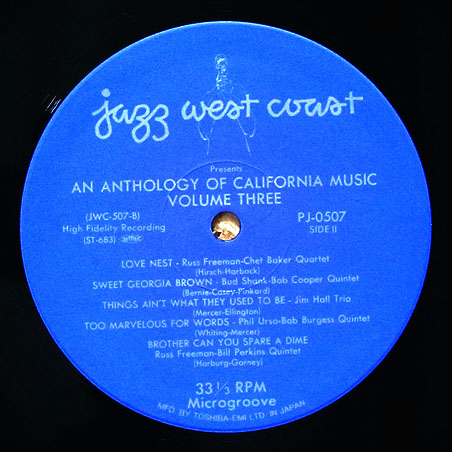 jazz west coast
Presents
AN ANTHOLOGY OF CALIFORNIA MUSIC
VOLUME THREE
(JWC-507-B) PJ-0507
High Fidelity Recording SIDE II
(ST-683)
LOVE NEST - Russ Freeman-Chet Baker Quartet
(Hirsch-Harback)
SWEET GEORGIA BROWN - Bud Shank-Bob Cooper Quintet
(Bernie-Casey-Pinkard)
THINGS AIN'T WHAT THEY USED TO BE - Jim Hall Trio
(Mercer-Ellington)
TOO MARVELOUS FOR WORDS - Phil Urso-Bob Burgess Quintet
(Whiting-Mercer)
BROTHER CAN YOU SPARE A DIME
Russ Freeman-Bill Perkins Quintet
(Harburg-Gorney)
33 1/3 RPM
Microgroove
MFD. BY TOSHIBA-EMI LTD. IN JAPAN